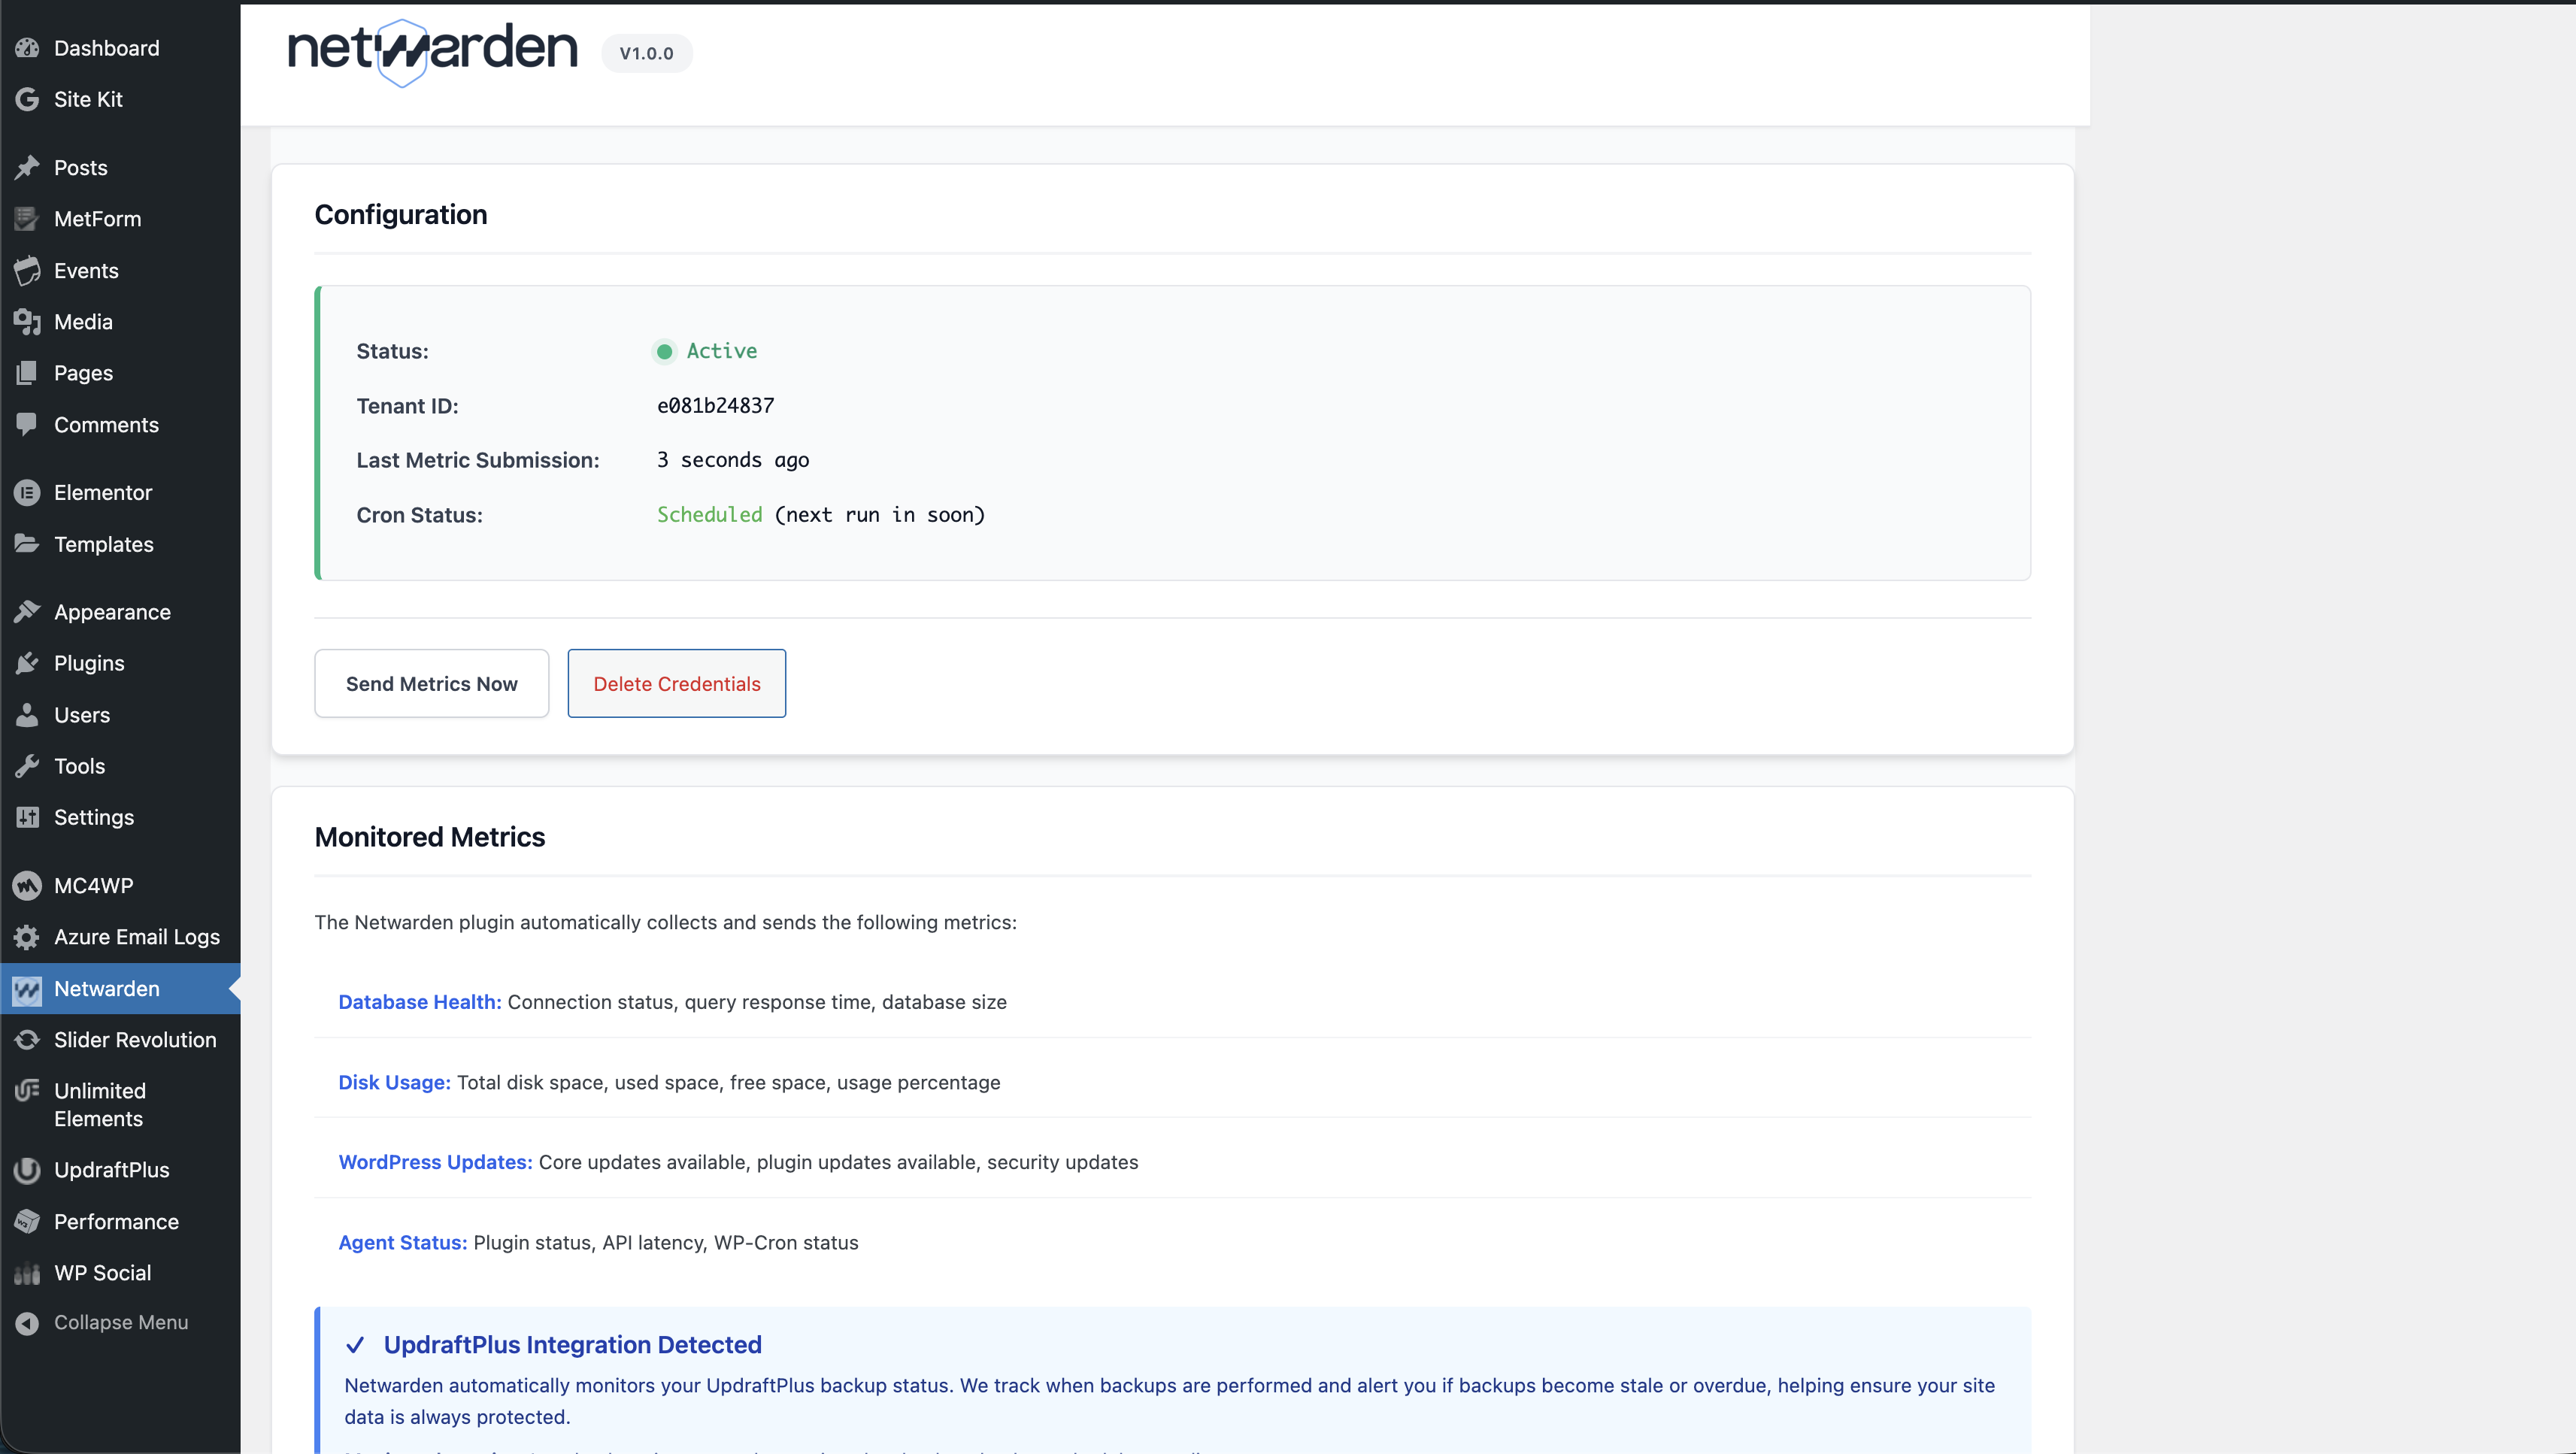 Dashboard
Site Kit
Posts
MetForm
Events
Media
Pages
Comments
Elementor
Templates
Appearance
Plugins
Users
Tools
Settings
MC4WP
Azure Email Logs
Netwarden
Slider Revolution
Unlimited
Elements
UpdraftPlus
Performance
WP Social
Collapse Menu
netwarden V1.0.0
Configuration
Status: Active
Tenant ID: e081b24837
Last Metric Submission: 3 seconds ago
Cron Status: Scheduled (next run in soon)
Send Metrics Now Delete Credentials
Monitored Metrics
The Netwarden plugin automatically collects and sends the following metrics:
Database Health: Connection status, query response time, database size
Disk Usage: Total disk space, used space, free space, usage percentage
WordPress Updates: Core updates available, plugin updates available, security updates
Agent Status: Plugin status, API latency, WP-Cron status
✓ UpdraftPlus Integration Detected
Netwarden automatically monitors your UpdraftPlus backup status. We track when backups are performed and alert you if backups become stale or overdue, helping ensure your site
data is always protected.